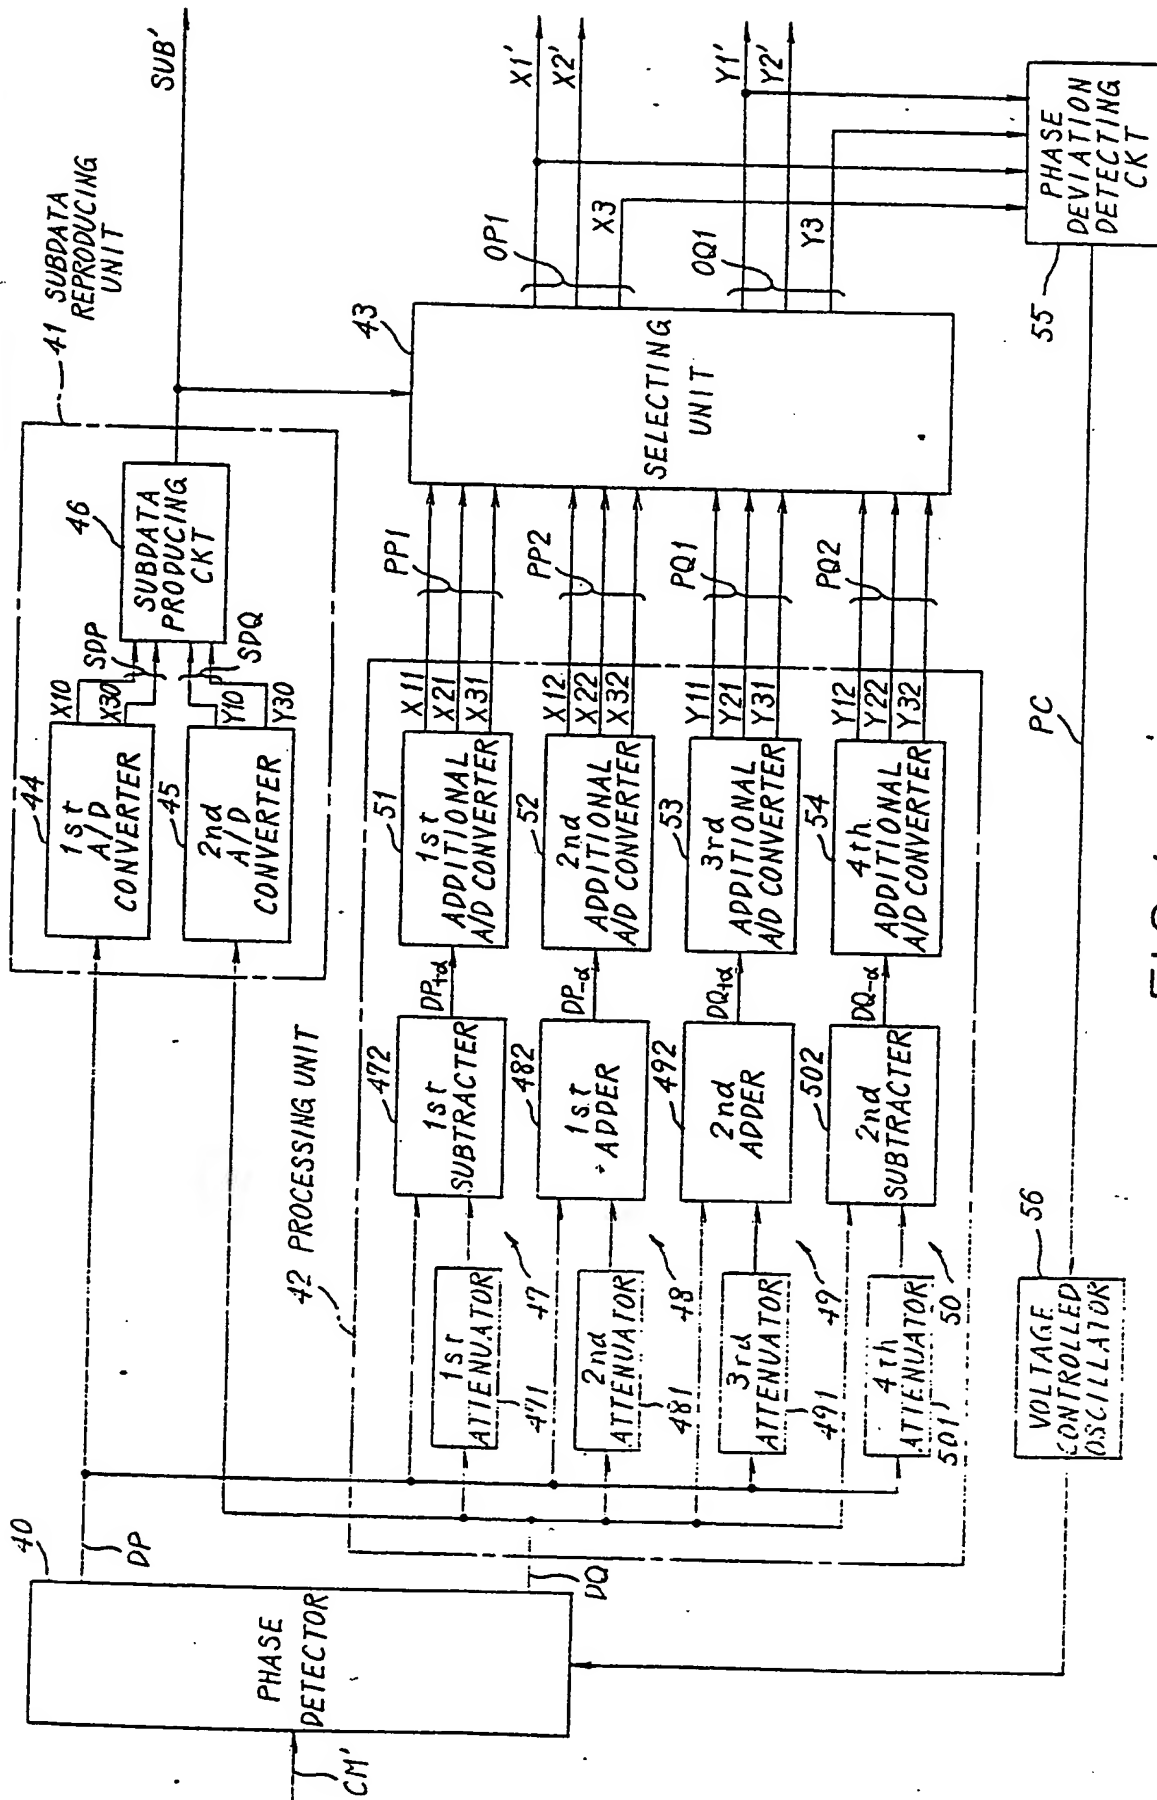 CM'
PHASE
DETECTOR
40
DP
DQ
41 SUBDATA
REPRODUCING
UNIT
44
1st
A/D
CONVERTER
45
2nd
A/D
CONVERTER
X10
X30
Y10
Y30
SDP
SDQ
46
SUBDATA
PRODUCING
CKT
SUB'
42 PROCESSING UNIT
1st
ATTENUATOR
471
47
2nd
ATTENUATOR
481
48
3rd
ATTENUATOR
491
49
4th
ATTENUATOR
501
50
472
1st
SUBTRACTER
482
1st
ADDER
492
2nd
ADDER
502
2nd
SUBTRACTER
DP+α
DP-α
DQ+α
DQ-α
51
1st
ADDITIONAL
A/D CONVERTER
52
2nd
ADDITIONAL
A/D CONVERTER
53
3rd
ADDITIONAL
A/D CONVERTER
54
4th
ADDITIONAL
A/D CONVERTER
X11
X21
X31
X12
X22
X32
Y11
Y21
Y31
Y12
Y22
Y32
PP1
PP2
PQ1
PQ2
43
SELECTING
UNIT
OP1
OQ1
X1'
X2'
X3
Y1'
Y2'
Y3
PHASE
DEVIATION
DETECTING
CKT
55
PC
56
VOLTAGE
CONTROLLED
OSCILLATOR